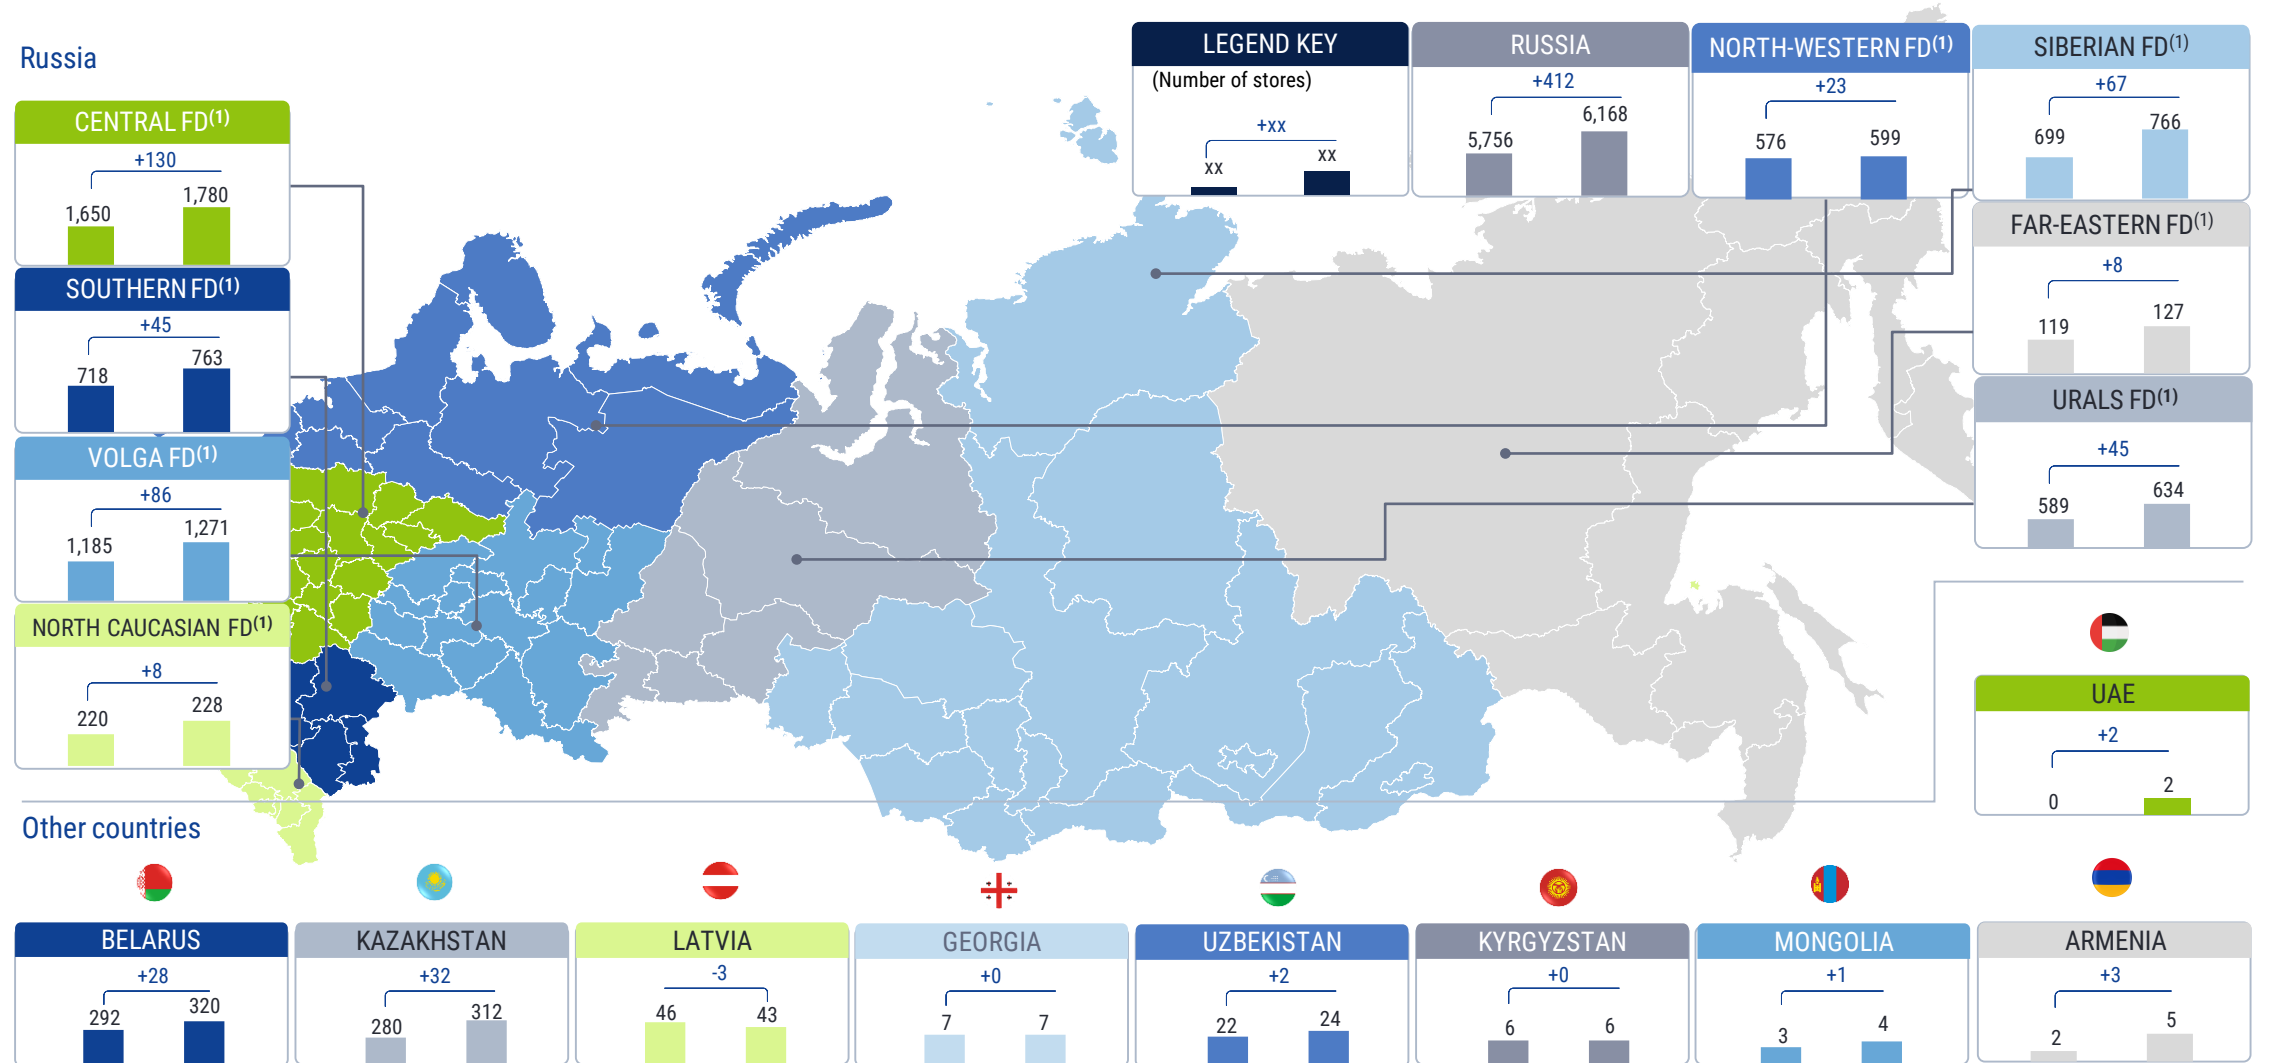 Russia
CENTRAL FD(1)
+130
1,650
1,780
SOUTHERN FD(1)
+45
718
763
VOLGA FD(1)
+86
1,185
1,271
NORTH CAUCASIAN FD(1)
+8
220
228
LEGEND KEY
(Number of stores)
+xx
xx
xx
RUSSIA
+412
5,756
6,168
NORTH-WESTERN FD(1)
+23
576
599
SIBERIAN FD(1)
+67
699
766
FAR-EASTERN FD(1)
+8
119
127
URALS FD(1)
+45
589
634
UAE
+2
0
2
Other countries
BELARUS
+28
292
320
KAZAKHSTAN
+32
280
312
LATVIA
-3
46
43
GEORGIA
+0
7
7
UZBEKISTAN
+2
22
24
KYRGYZSTAN
+0
6
6
MONGOLIA
+1
3
4
ARMENIA
+3
2
5